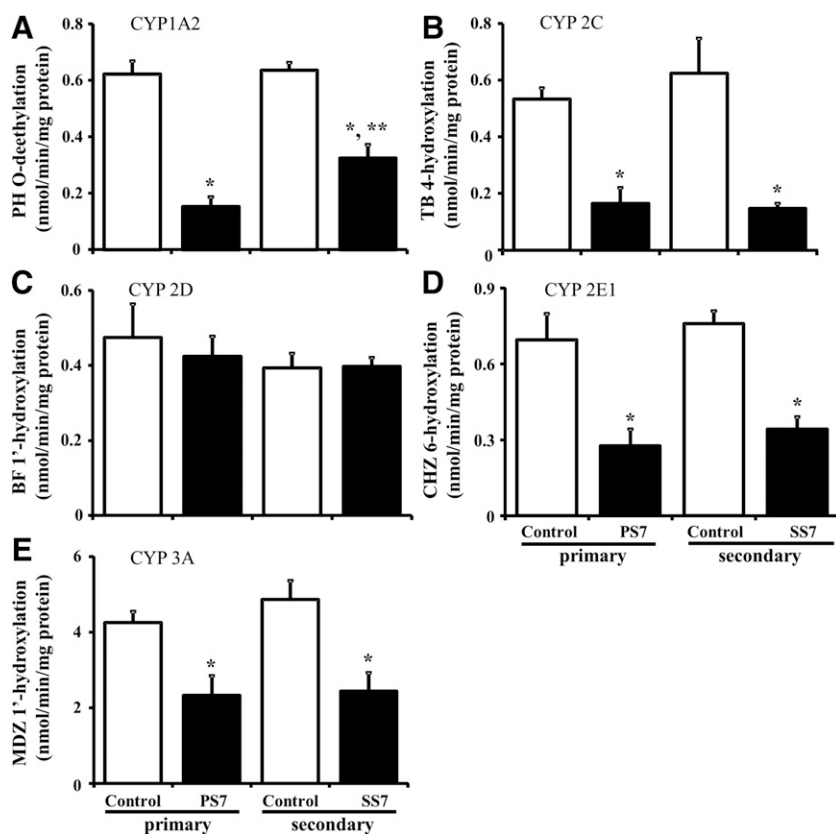 A
CYP1A2
PH O-deethylation
(nmol/min/mg protein)
0.8
0.6
0.4
0.2
0
*
*, **
B
CYP 2C
TB 4-hydroxylation
(nmol/min/mg protein)
0.8
0.6
0.4
0.2
0
*
*
C
CYP 2D
BF 1'-hydroxylation
(nmol/min/mg protein)
0.6
0.4
0.2
0
D
CYP 2E1
CHZ 6-hydroxylation
(nmol/min/mg protein)
0.9
0.6
0.3
0
*
*
Control
PS7
Control
SS7
primary
secondary
E
CYP 3A
MDZ 1'-hydroxylation
(nmol/min/mg protein)
6
4
2
0
*
*
Control
PS7
Control
SS7
primary
secondary